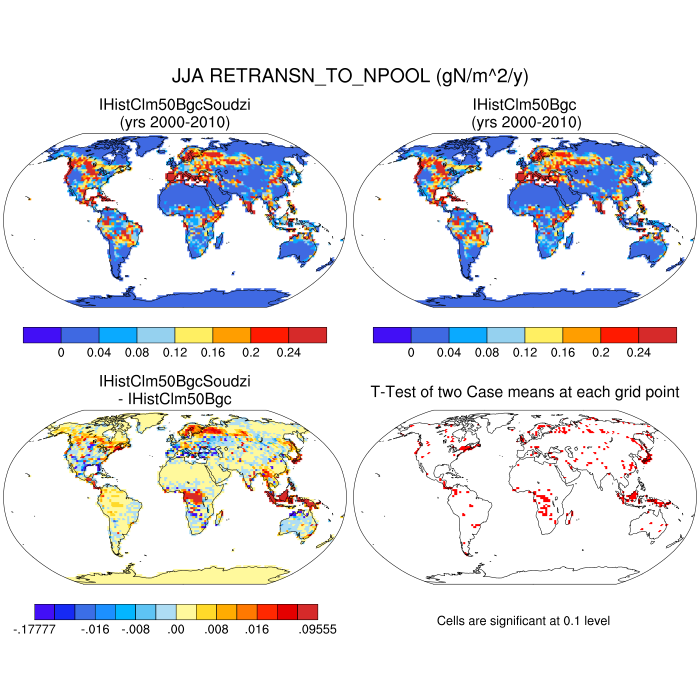 JJA RETRANSN_TO_NPOOL (gN/m^2/y)
IHistClm50BgcSoudzi
(yrs 2000-2010)
IHistClm50Bgc
(yrs 2000-2010)
0 0.04 0.08 0.12 0.16 0.2 0.24
0 0.04 0.08 0.12 0.16 0.2 0.24
IHistClm50BgcSoudzi
- IHistClm50Bgc
T-Test of two Case means at each grid point
-.17777 -.016 -.008 .00 .008 .016 .09555
Cells are significant at 0.1 level